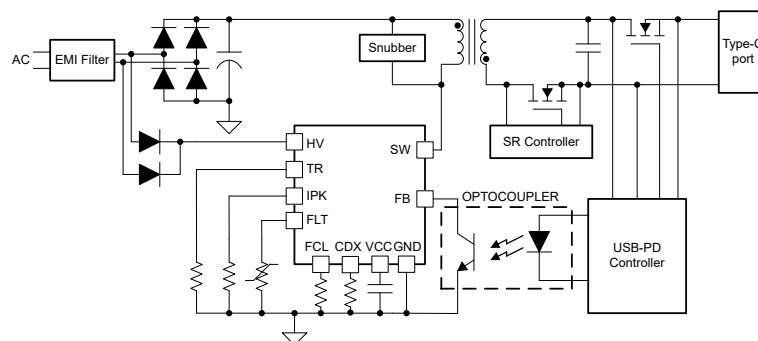 AC
EMI Filter
Snubber
Type-C
port
SR Controller
HV
SW
TR
IPK
FB
FLT
OPTOCOUPLER
FCL CDX VCC GND
USB-PD
Controller